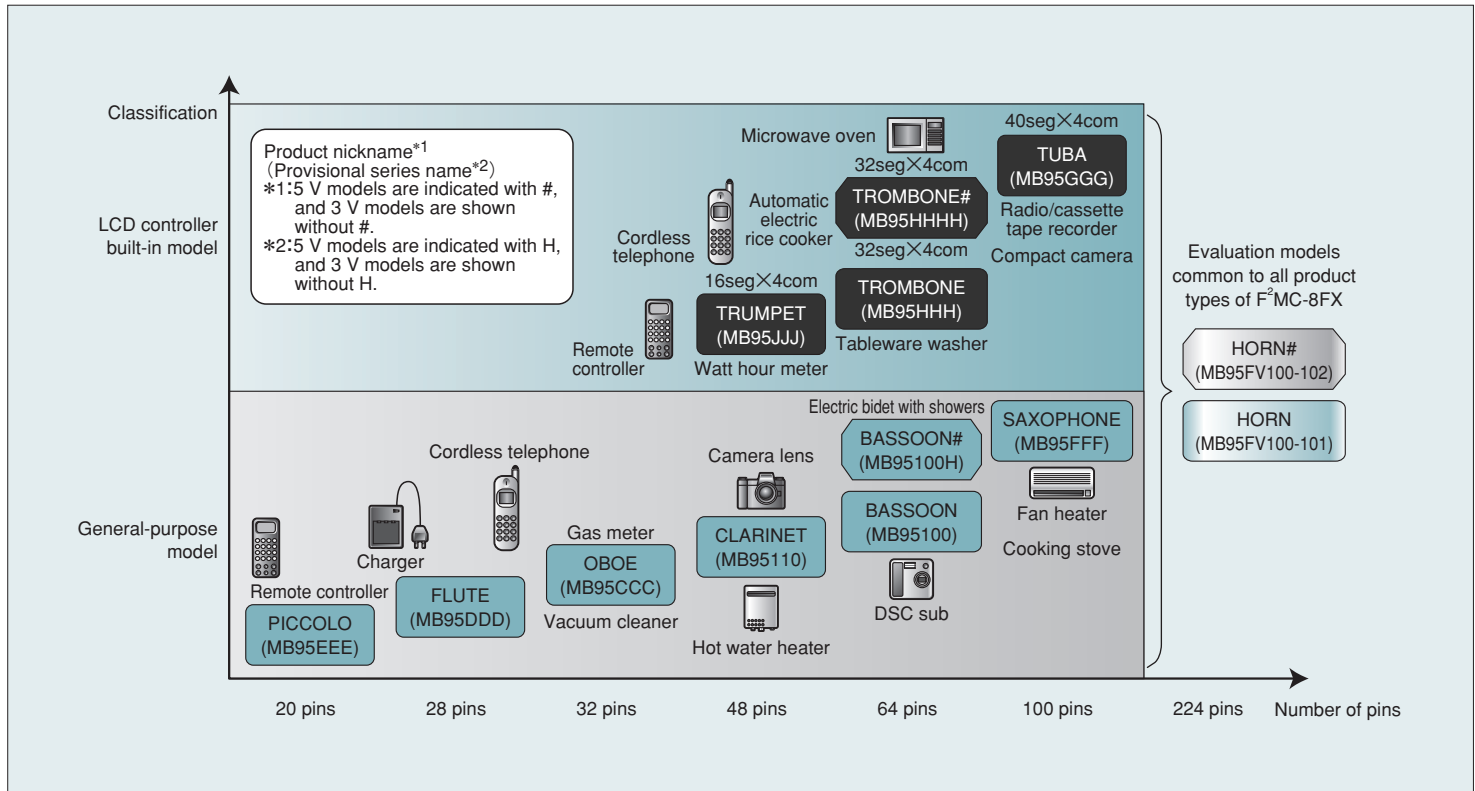 Classification
Product nickname*1
(Provisional series name*2)
*1:5 V models are indicated with #,
and 3 V models are shown
without #.
*2:5 V models are indicated with H,
and 3 V models are shown
without H.
LCD controller
built-in model
Microwave oven
32seg×4com
TROMBONE#
(MB95HHHH)
Automatic
electric
rice cooker
40seg×4com
TUBA
(MB95GGG)
Radio/cassette
tape recorder
Compact camera
Cordless
telephone
32seg×4com
TROMBONE
(MB95HHH)
Tableware washer
16seg×4com
TRUMPET
(MB95JJJ)
Watt hour meter
Remote
controller
Evaluation models
common to all product
types of F²MC-8FX
HORN#
(MB95FV100-102)
HORN
(MB95FV100-101)
General-purpose
model
Remote controller
PICCOLO
(MB95EEE)
Charger
FLUTE
(MB95DDD)
Cordless telephone
Gas meter
OBOE
(MB95CCC)
Vacuum cleaner
Camera lens
CLARINET
(MB95110)
Hot water heater
Electric bidet with showers
BASSOON#
(MB95100H)
BASSOON
(MB95100)
DSC sub
SAXOPHONE
(MB95FFF)
Fan heater
Cooking stove
20 pins
28 pins
32 pins
48 pins
64 pins
100 pins
224 pins
Number of pins